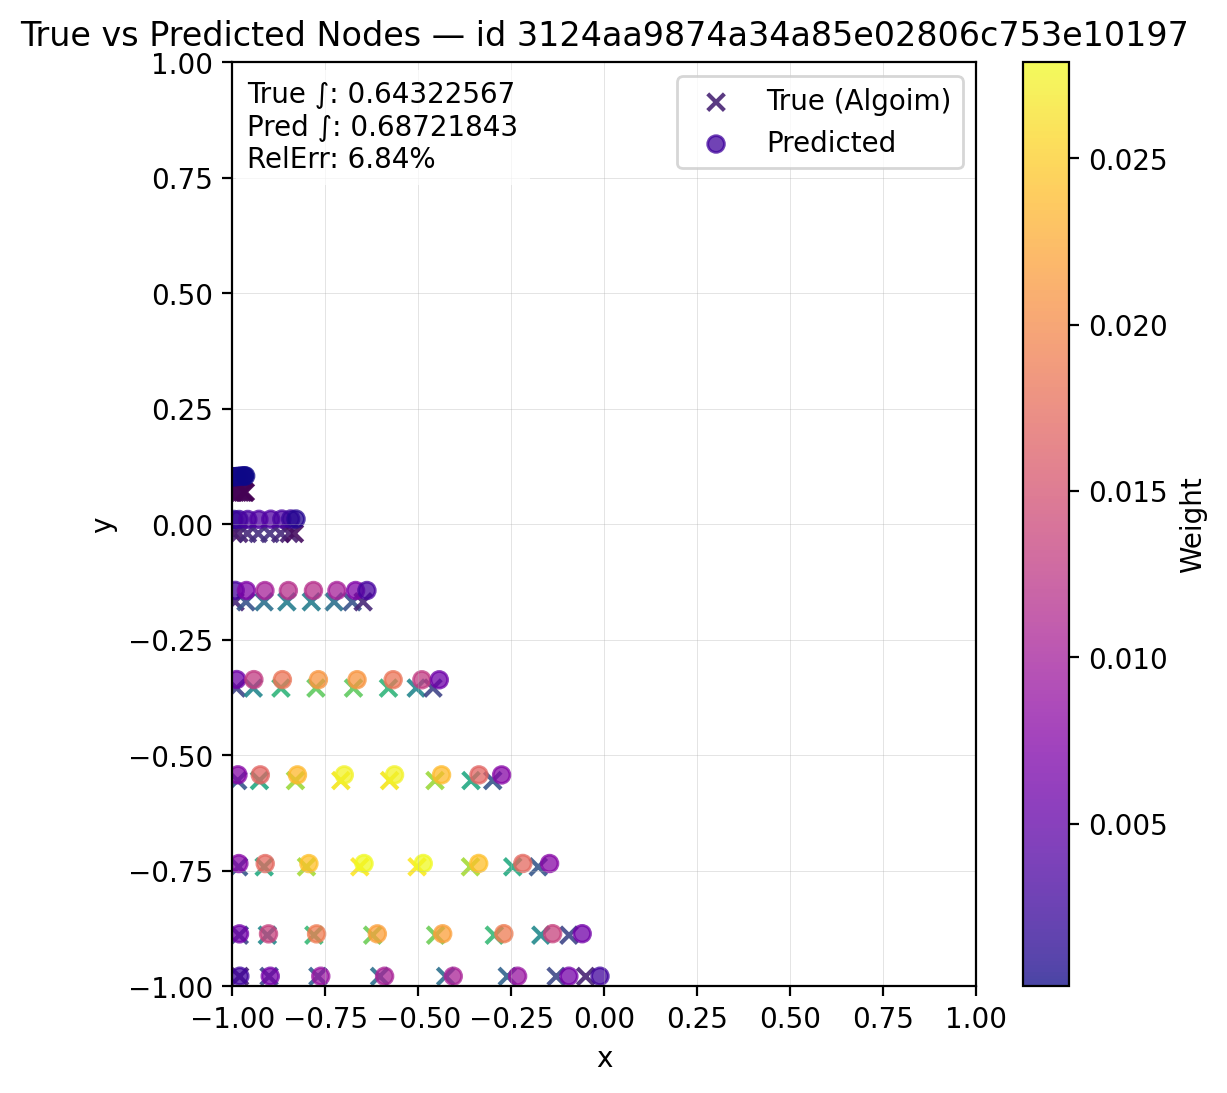 True vs Predicted Nodes — id 3124aa9874a34a85e02806c753e10197
True ∫: 0.64322567
Pred ∫: 0.68721843
RelErr: 6.84%
True (Algoim)
Predicted
1.00
0.75
0.50
0.25
0.00
−0.25
−0.50
−0.75
−1.00
y
−1.00 −0.75 −0.50 −0.25 0.00 0.25 0.50 0.75 1.00
x
0.025
0.020
0.015
0.010
0.005
Weight